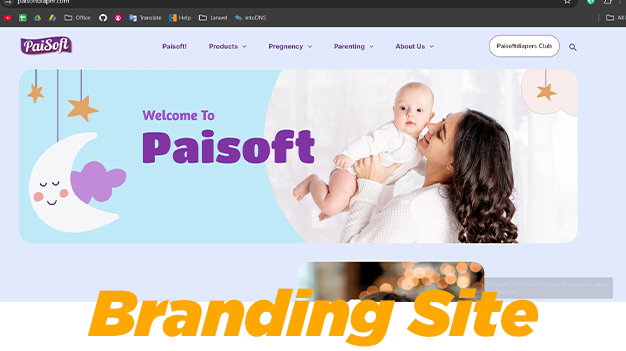 paisoftdiaper.com
Office
Translate
Help
Laravel
intoDNS
All
PaiSoft
Paisoft!
Products
Pregnency
Parenting
About Us
Paisoftdiapers Club
Welcome To
Paisoft
Branding Site